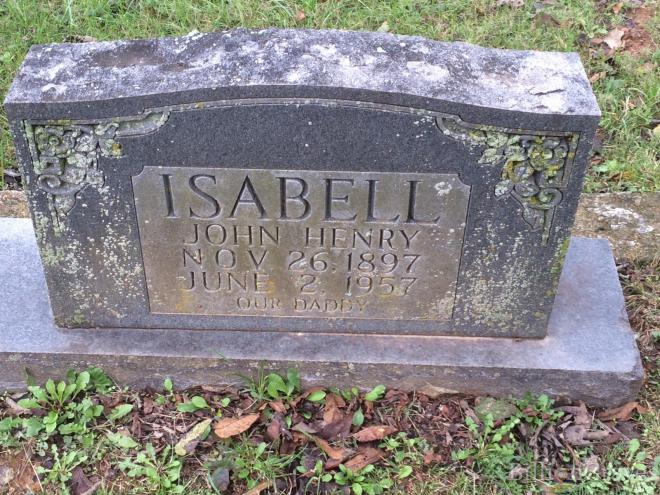 ISABELL
JOHN HENRY
NOV 26, 1897
JUNE 2, 1957
OUR DADDY